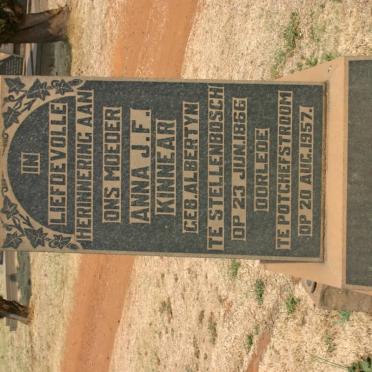 IN
LIEFDEVOLLE
HERINNERING AAN
ONS MOEDER
ANNA J. F.
KINNEAR
GEB. ALBERTYN
TE STELLENBOSCH
OP 23 JUN. 1866
OORLEDE
TE POTCHEFSTROOM
OP 20 AUG. 1957.